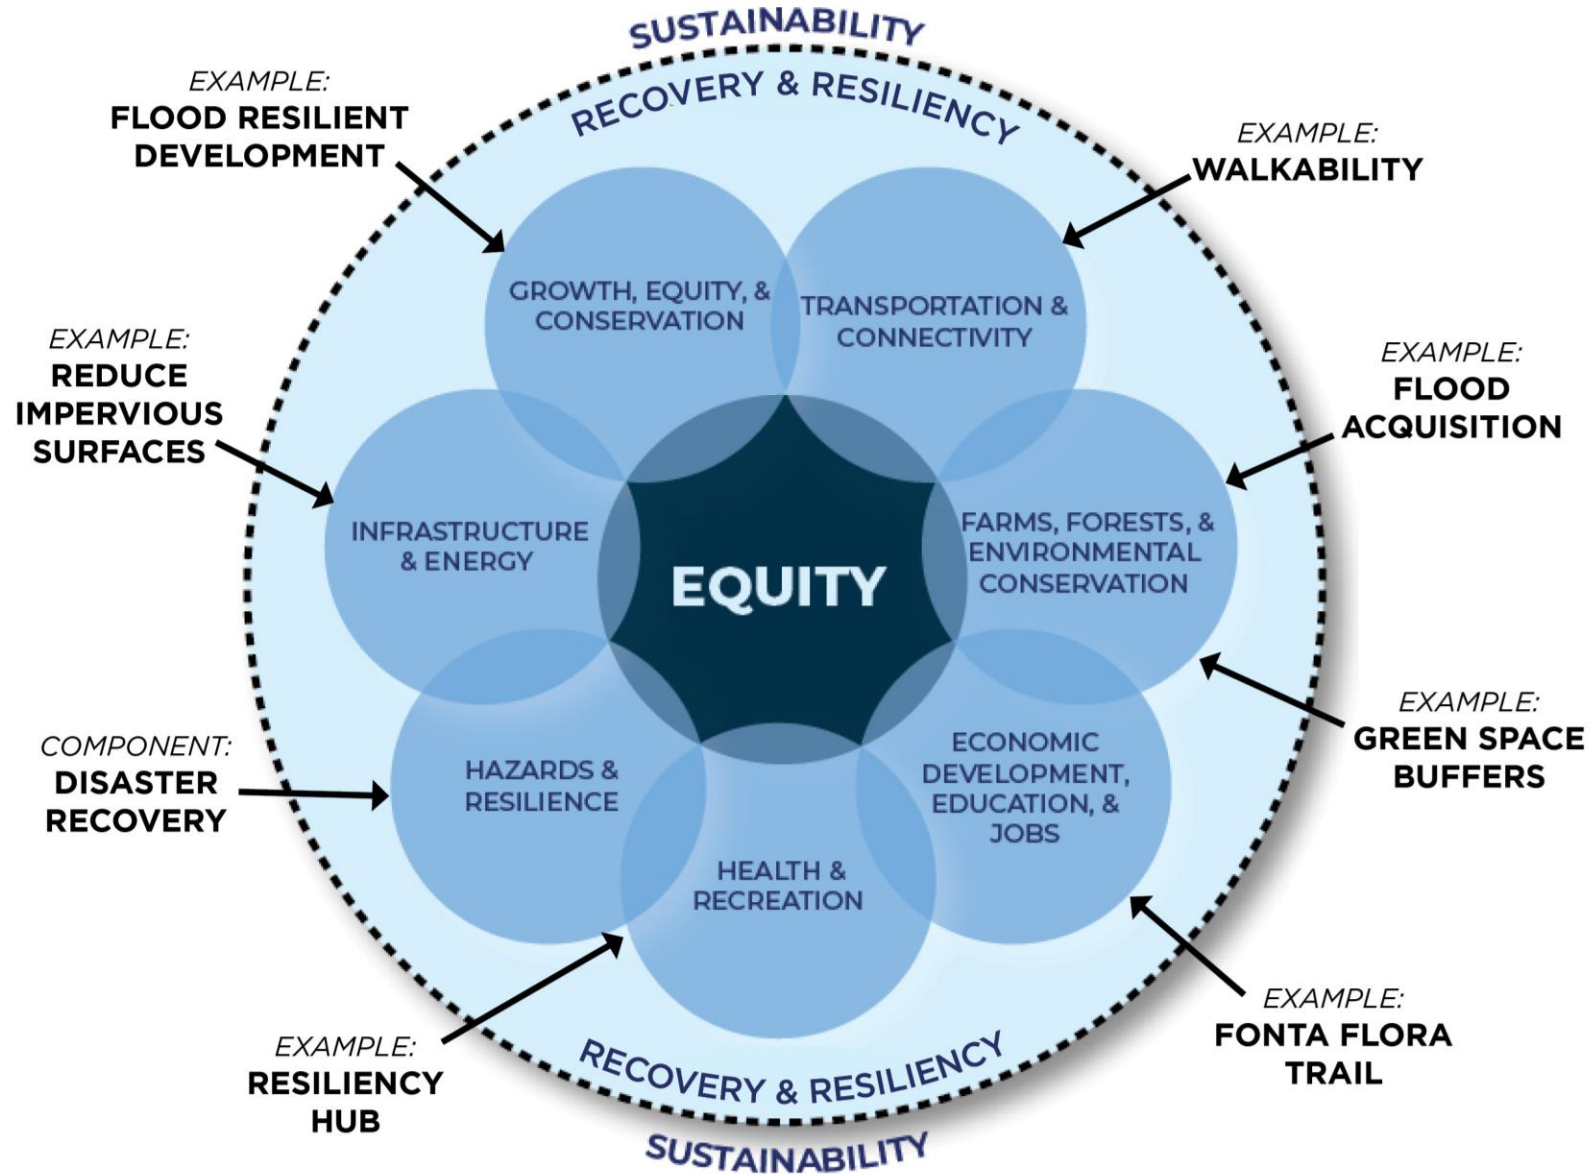 SUSTAINABILITY
RECOVERY & RESILIENCY
EXAMPLE:
FLOOD RESILIENT
DEVELOPMENT
EXAMPLE:
WALKABILITY
GROWTH, EQUITY, &
CONSERVATION
TRANSPORTATION &
CONNECTIVITY
EXAMPLE:
REDUCE
IMPERVIOUS
SURFACES
EXAMPLE:
FLOOD
ACQUISITION
INFRASTRUCTURE
& ENERGY
EQUITY
FARMS, FORESTS, &
ENVIRONMENTAL
CONSERVATION
COMPONENT:
DISASTER
RECOVERY
HAZARDS &
RESILIENCE
ECONOMIC
DEVELOPMENT,
EDUCATION, &
JOBS
EXAMPLE:
GREEN SPACE
BUFFERS
HEALTH &
RECREATION
EXAMPLE:
RESILIENCY
HUB
EXAMPLE:
FONTA FLORA
TRAIL
RECOVERY & RESILIENCY
SUSTAINABILITY